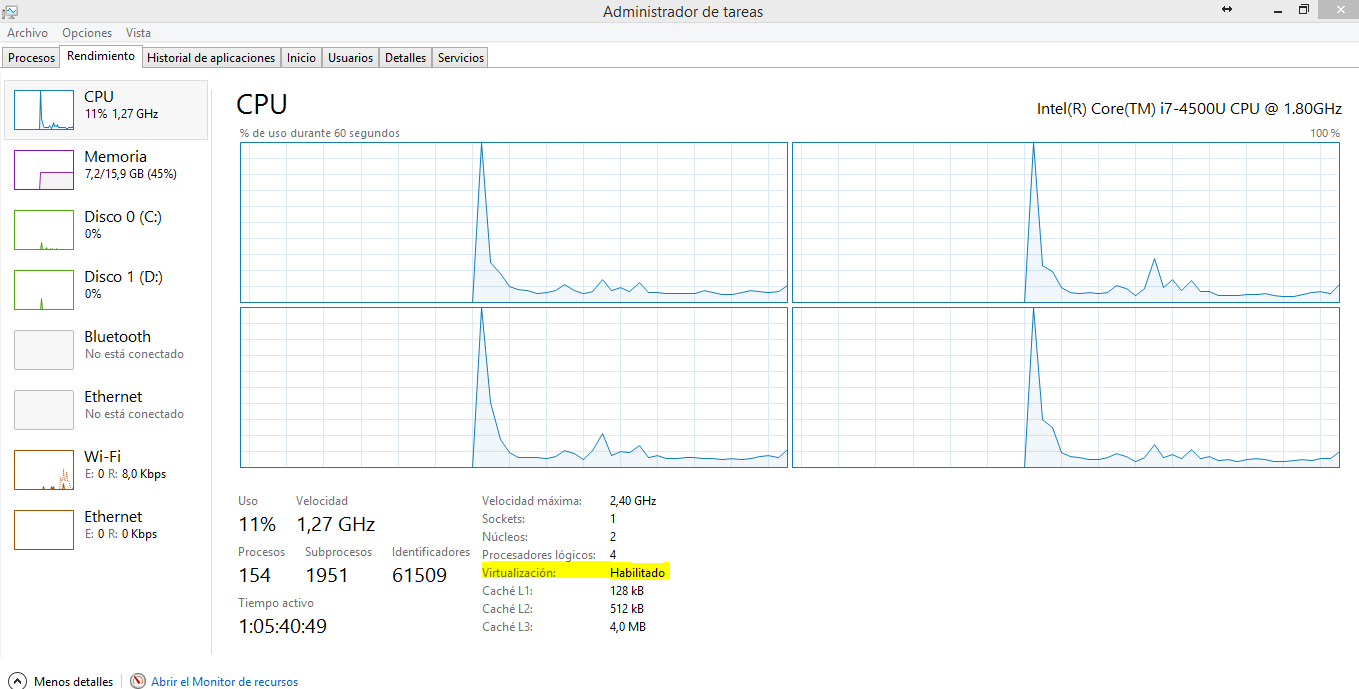 Administrador de tareas
Archivo Opciones Vista
Procesos Rendimiento Historial de aplicaciones Inicio Usuarios Detalles Servicios
CPU
11% 1,27 GHz
Memoria
7,2/15,9 GB (45%)
Disco 0 (C:)
0%
Disco 1 (D:)
0%
Bluetooth
No está conectado
Ethernet
No está conectado
Wi-Fi
E: 0 R: 8,0 Kbps
Ethernet
E: 0 R: 0 Kbps
CPU
Intel(R) Core(TM) i7-4500U CPU @ 1.80GHz
% de uso durante 60 segundos
100 %
Uso Velocidad
11% 1,27 GHz
Procesos Subprocesos Identificadores
154 1951 61509
Tiempo activo
1:05:40:49
Velocidad máxima: 2,40 GHz
Sockets: 1
Núcleos: 2
Procesadores lógicos: 4
Virtualización: Habilitado
Caché L1: 128 kB
Caché L2: 512 kB
Caché L3: 4,0 MB
Menos detalles
Abrir el Monitor de recursos